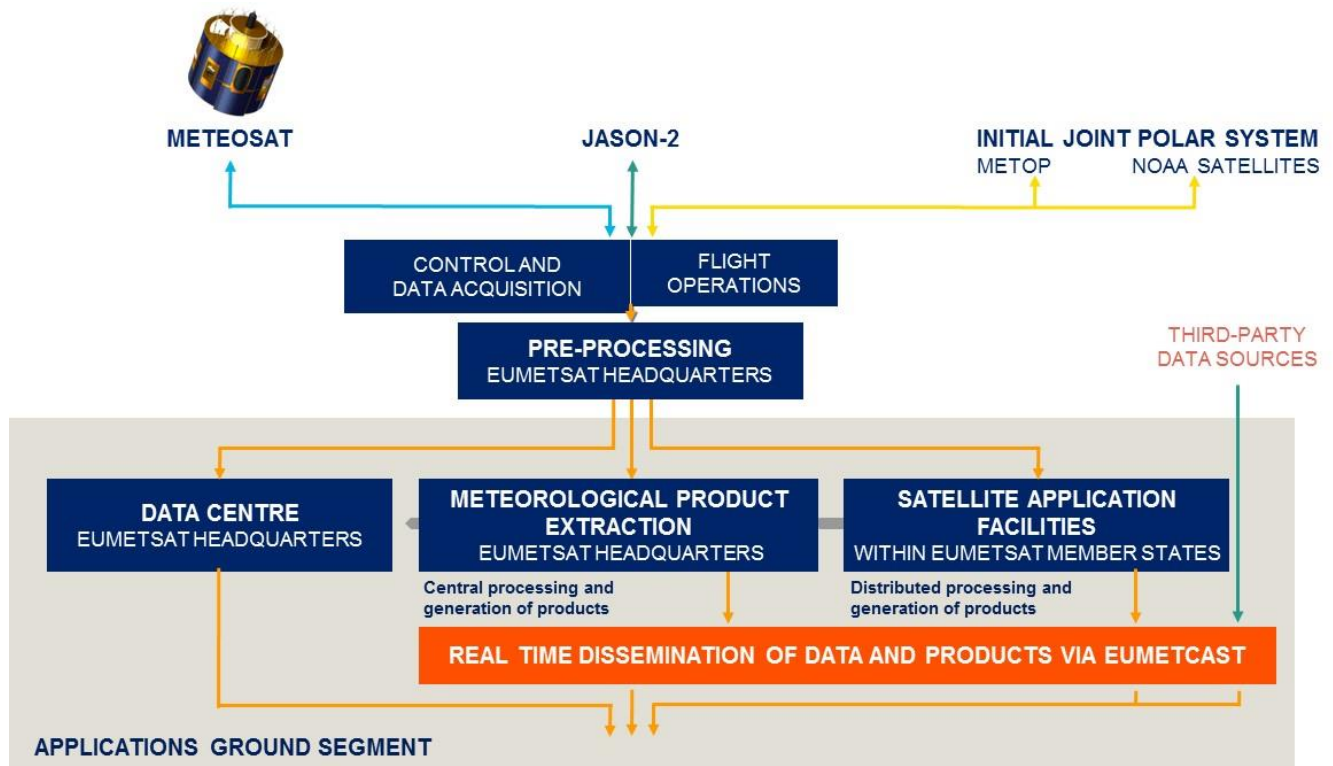 METEOSAT
JASON-2
INITIAL JOINT POLAR SYSTEM
METOP
NOAA SATELLITES
CONTROL AND
DATA ACQUISITION
FLIGHT
OPERATIONS
PRE-PROCESSING
EUMETSAT HEADQUARTERS
THIRD-PARTY
DATA SOURCES
DATA CENTRE
EUMETSAT HEADQUARTERS
METEOROLOGICAL PRODUCT
EXTRACTION
EUMETSAT HEADQUARTERS
SATELLITE APPLICATION
FACILITIES
WITHIN EUMETSAT MEMBER STATES
Central processing and
generation of products
Distributed processing and
generation of products
REAL TIME DISSEMINATION OF DATA AND PRODUCTS VIA EUMETCAST
APPLICATIONS GROUND SEGMENT